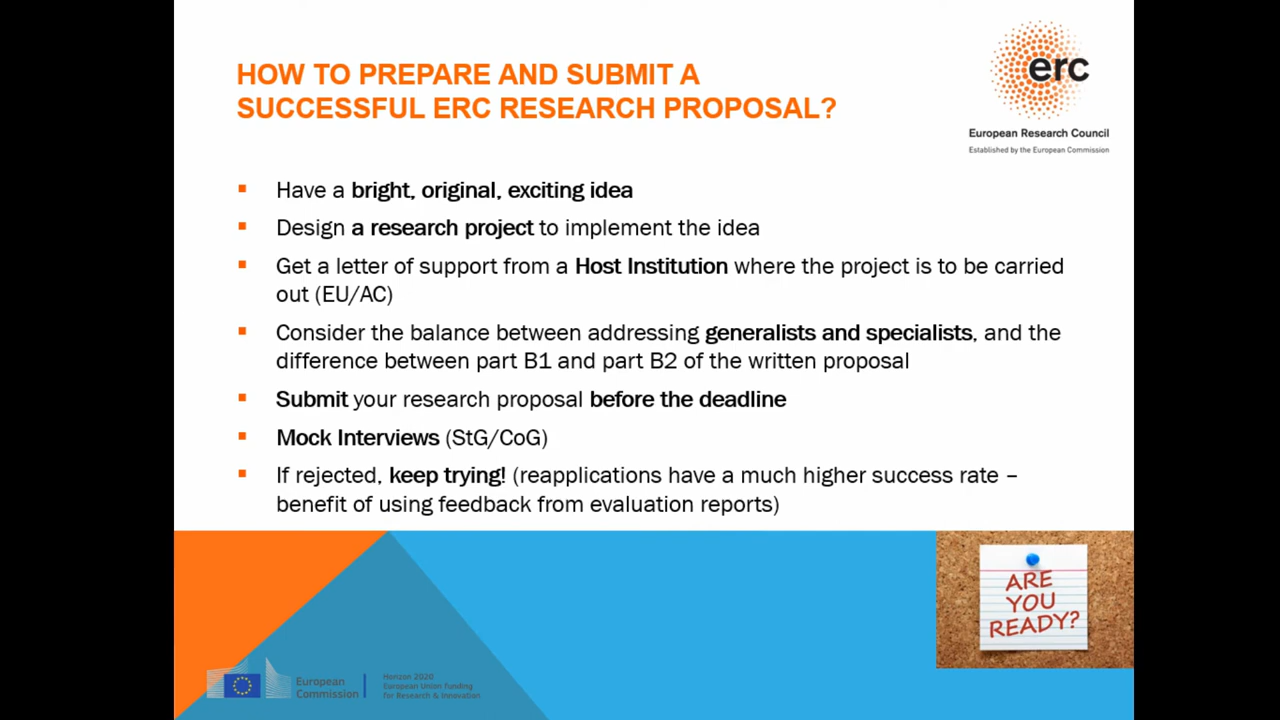 HOW TO PREPARE AND SUBMIT A
SUCCESSFUL ERC RESEARCH PROPOSAL?
erc
European Research Council
Established by the European Commission
Have a bright, original, exciting idea
Design a research project to implement the idea
Get a letter of support from a Host Institution where the project is to be carried
out (EU/AC)
Consider the balance between addressing generalists and specialists, and the
difference between part B1 and part B2 of the written proposal
Submit your research proposal before the deadline
Mock Interviews (StG/CoG)
If rejected, keep trying! (reapplications have a much higher success rate –
benefit of using feedback from evaluation reports)
ARE
YOU
READY?
European
Commission
Horizon 2020
European Union Funding
for Research & Innovation